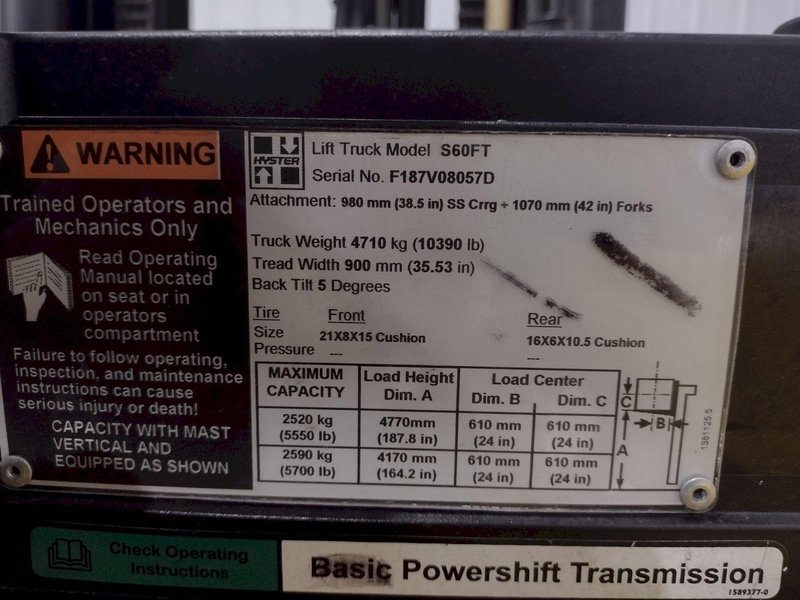 WARNING
Trained Operators and
Mechanics Only
Read Operating
Manual located
on seat or in
operators
compartment
Failure to follow operating,
inspection, and maintenance
instructions can cause
serious injury or death!
CAPACITY WITH MAST
VERTICAL AND
EQUIPPED AS SHOWN
HYSTER
Lift Truck Model S60FT
Serial No. F187V08057D
Attachment: 980 mm (38.5 in) SS Crrg + 1070 mm (42 in) Forks
Truck Weight 4710 kg (10390 lb)
Tread Width 900 mm (35.53 in)
Back Tilt 5 Degrees
Tire Front Rear
Size 21X8X15 Cushion 16X6X10.5 Cushion
Pressure --- ---
MAXIMUM CAPACITY Load Height Dim. A Load Center Dim. B Dim. C
2520 kg 4770mm 610 mm 610 mm
(5550 lb) (187.8 in) (24 in) (24 in)
2590 kg 4170 mm 610 mm 610 mm
(5700 lb) (164.2 in) (24 in) (24 in)
C
B
A
1381125.5
Check Operating
Instructions
Basic Powershift Transmission
1589377-0